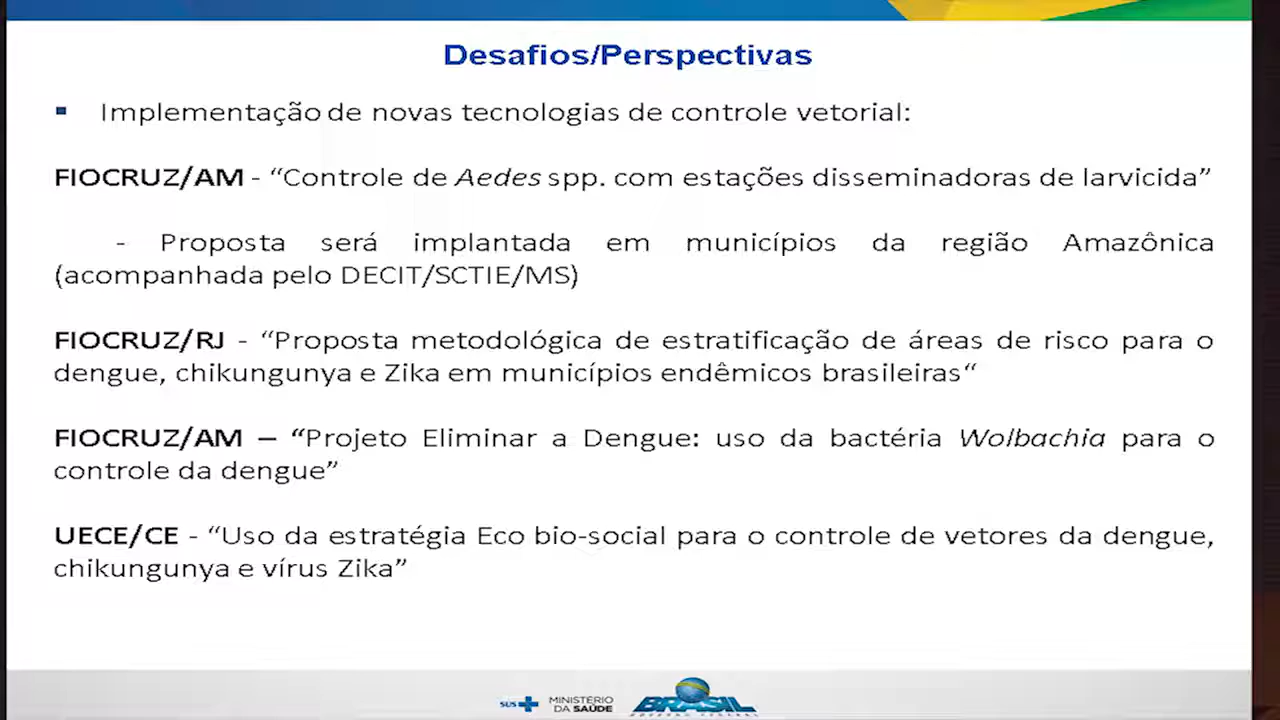 Desafios/Perspectivas
▪ Implementação de novas tecnologias de controle vetorial:
FIOCRUZ/AM - “Controle de Aedes spp. com estações disseminadoras de larvicida”
- Proposta será implantada em municípios da região Amazônica
(acompanhada pelo DECIT/SCTIE/MS)
FIOCRUZ/RJ - “Proposta metodológica de estratificação de áreas de risco para o
dengue, chikungunya e Zika em municípios endêmicos brasileiras“
FIOCRUZ/AM – “Projeto Eliminar a Dengue: uso da bactéria Wolbachia para o
controle da dengue”
UECE/CE - “Uso da estratégia Eco bio-social para o controle de vetores da dengue,
chikungunya e vírus Zika”
SUS MINISTÉRIO DA SAÚDE
BRASIL
GOVERNO FEDERAL